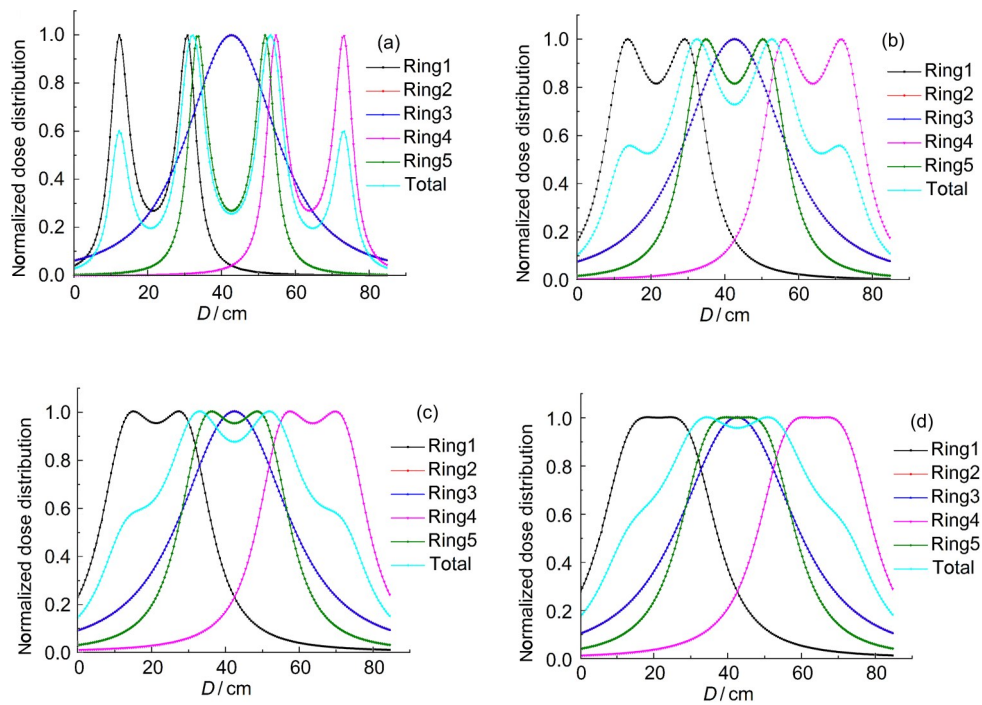 (a)
Normalized dose distribution
1.0
0.8
0.6
0.4
0.2
0.0
0 20 40 60 80
D / cm
Ring1
Ring2
Ring3
Ring4
Ring5
Total
(b)
Normalized dose distribution
1.0
0.8
0.6
0.4
0.2
0.0
0 20 40 60 80
D / cm
Ring1
Ring2
Ring3
Ring4
Ring5
Total
(c)
Normalized dose distribution
1.0
0.8
0.6
0.4
0.2
0.0
0 20 40 60 80
D / cm
Ring1
Ring2
Ring3
Ring4
Ring5
Total
(d)
Normalized dose distribution
1.0
0.8
0.6
0.4
0.2
0.0
0 20 40 60 80
D / cm
Ring1
Ring2
Ring3
Ring4
Ring5
Total